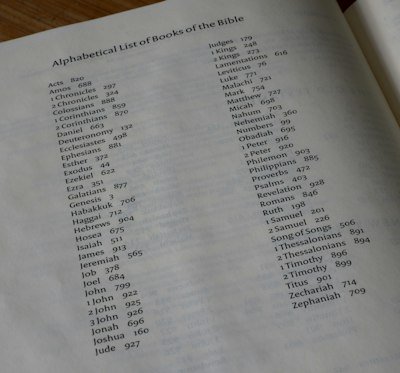 Alphabetical List of Books of the Bible
Acts 820
Amos 688
1 Chronicles 297
2 Chronicles 324
Colossians 888
1 Corinthians 859
2 Corinthians 870
Daniel 663
Deuteronomy 132
Ecclesiastes 498
Ephesians 881
Esther 372
Exodus 44
Ezekiel 622
Ezra 351
Galatians 877
Genesis 3
Habakkuk 706
Haggai 712
Hebrews 904
Hosea 675
Isaiah 511
James 913
Jeremiah 565
Job 378
Joel 684
John 799
1 John 922
2 John 925
3 John 926
Jonah 696
Joshua 160
Jude 927
Judges 179
1 Kings 248
2 Kings 273
Lamentations 616
Leviticus 76
Luke 771
Malachi 721
Mark 754
Matthew 727
Micah 698
Nahum 703
Nehemiah 360
Numbers 99
Obadiah 695
1 Peter 916
2 Peter 920
Philemon 903
Philippians 885
Proverbs 472
Psalms 403
Revelation 928
Romans 846
Ruth 198
1 Samuel 201
2 Samuel 226
Song of Songs 506
1 Thessalonians 891
2 Thessalonians 894
1 Timothy 896
2 Timothy 899
Titus 901
Zechariah 714
Zephaniah 709